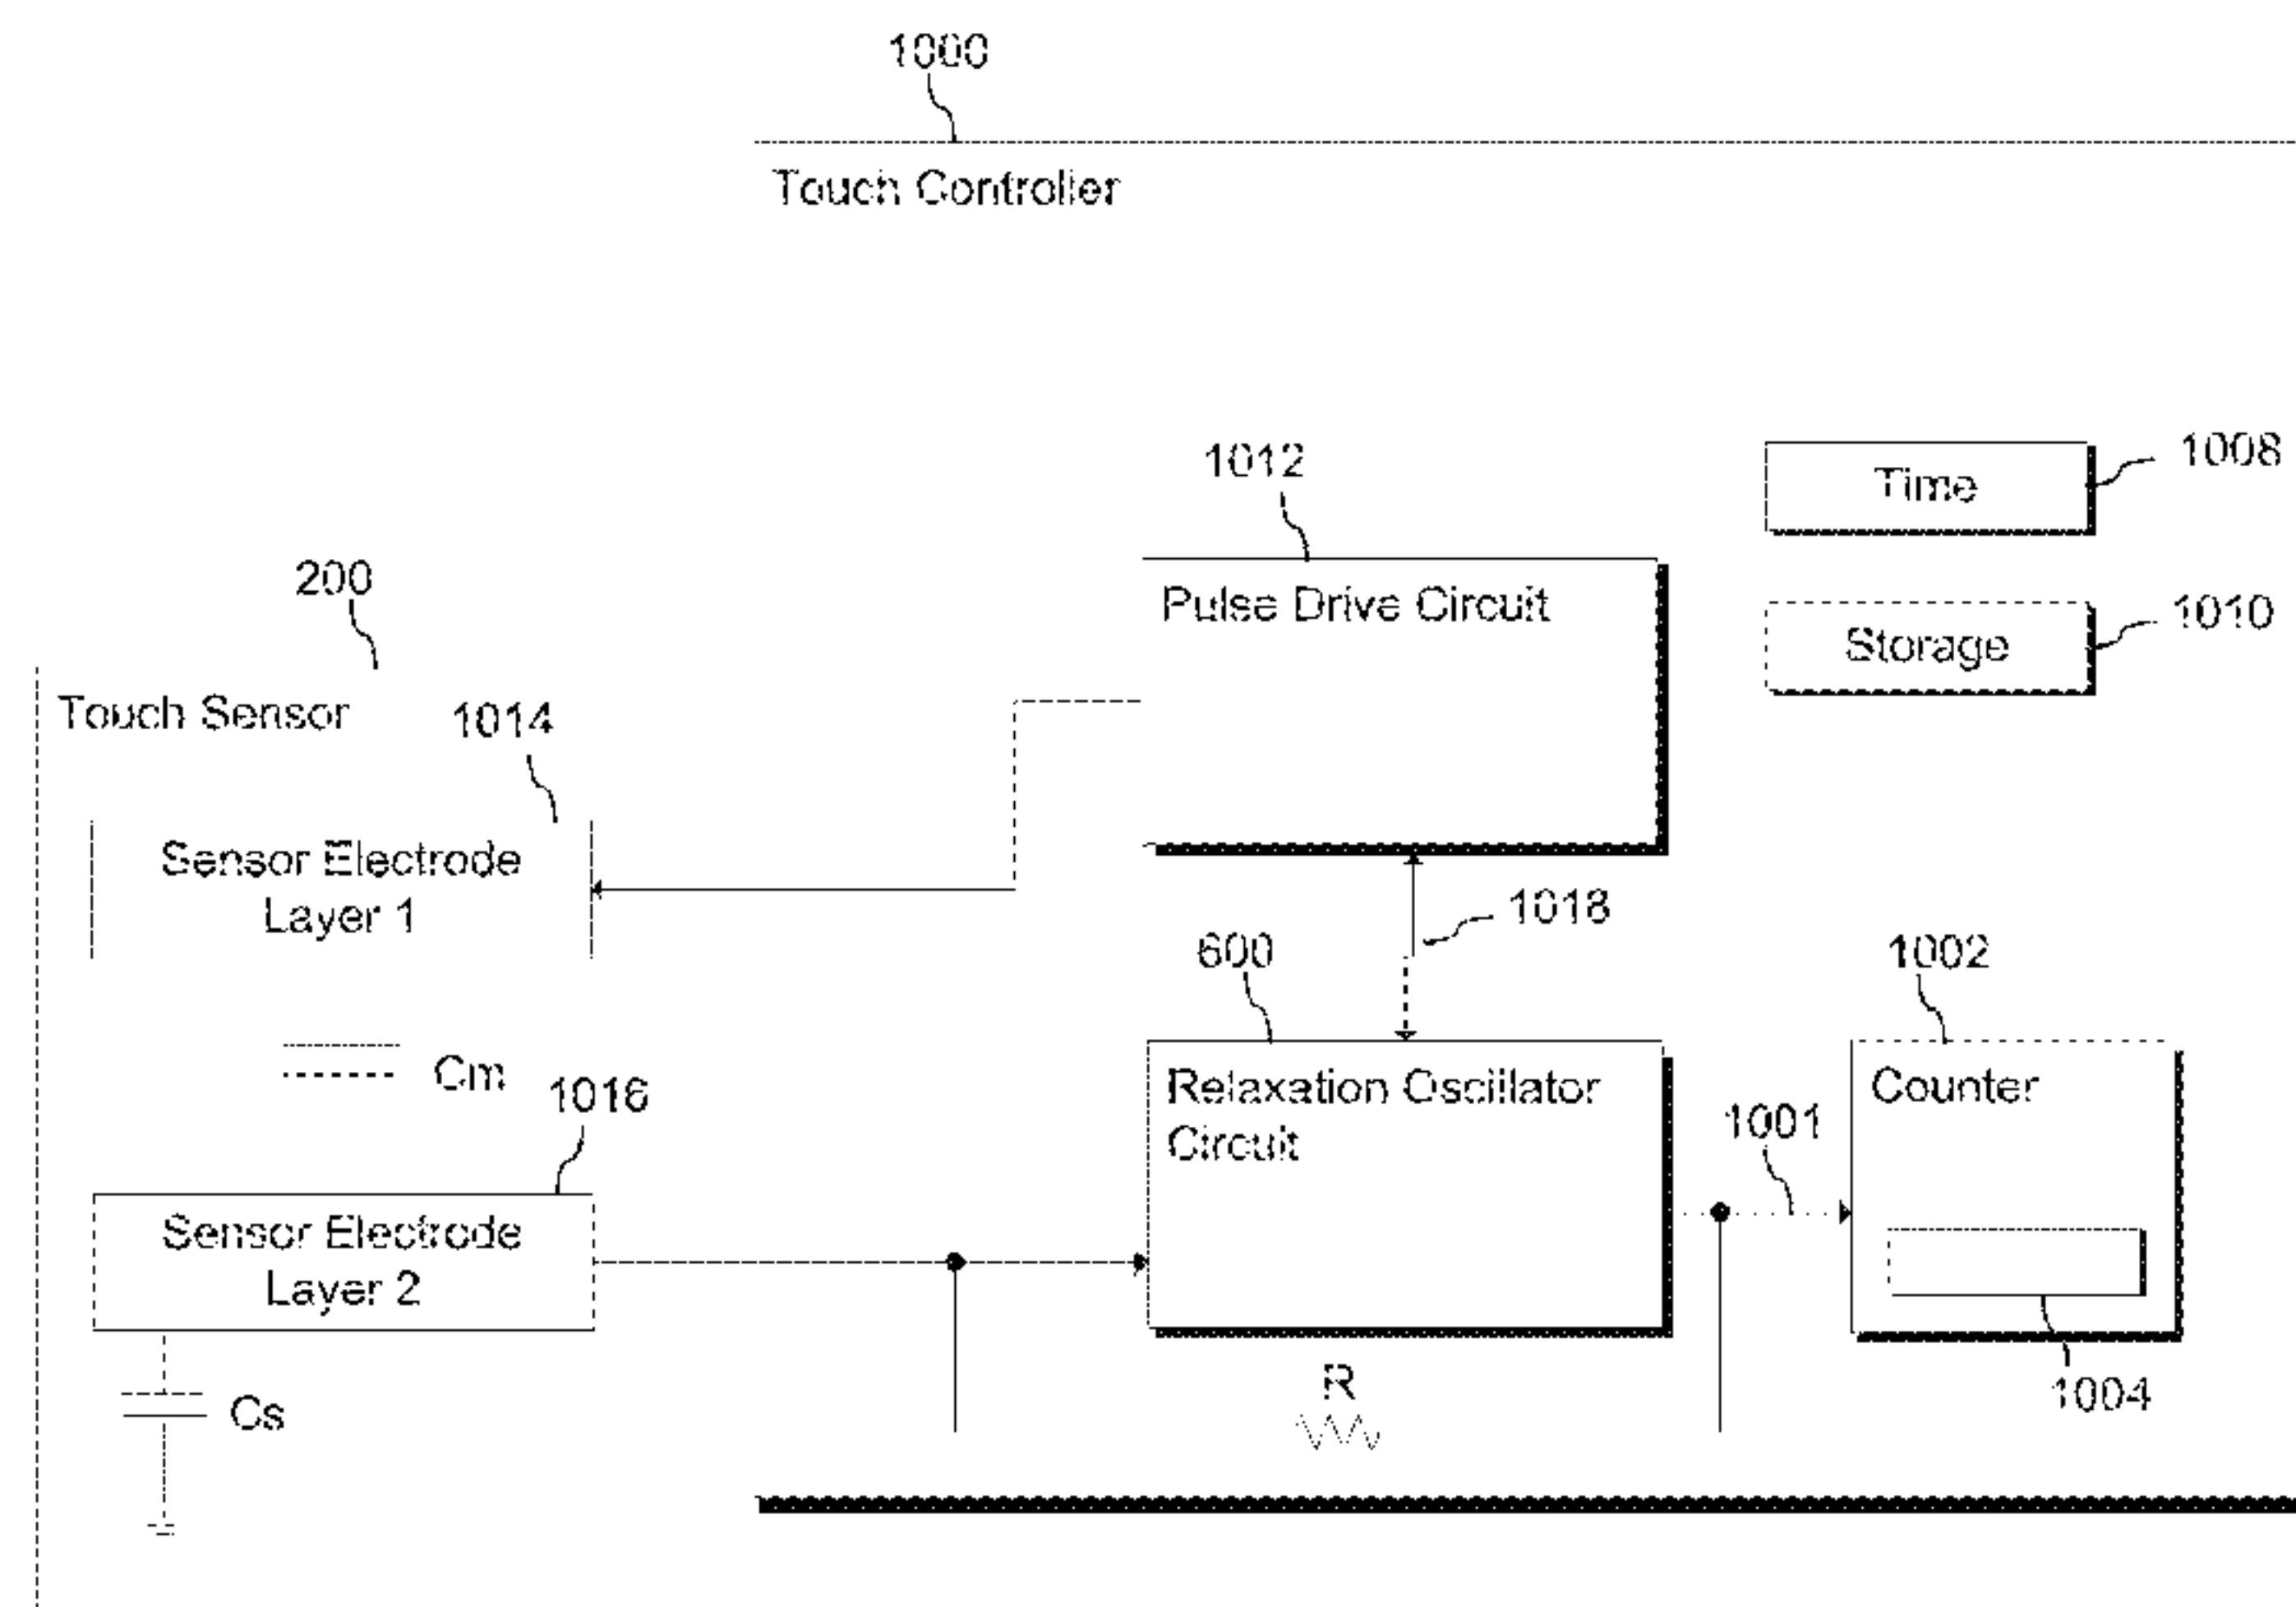 1000
Touch Controller
1012
Time
1008
200
Pulse Drive Circuit
Storage
1010
Touch Sensor
1014
Sensor Electrode
Layer 1
1018
600
1002
Cm
1016
Relaxation Oscillator
Circuit
Counter
1001
Sensor Electrode
Layer 2
R
1004
Cs